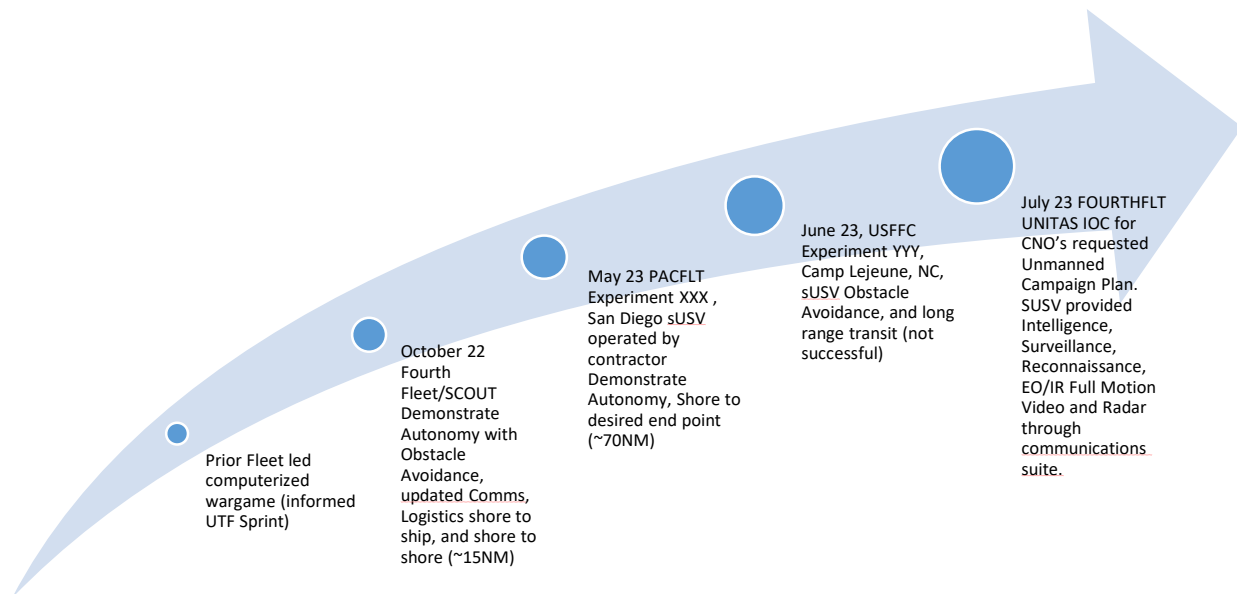 Prior Fleet led
computerized
wargame (informed
UTF Sprint)
October 22
Fourth
Fleet/SCOUT
Demonstrate
Autonomy with
Obstacle
Avoidance,
updated Comms,
Logistics shore to
ship, and shore to
shore (~15NM)
May 23 PACFLT
Experiment XXX ,
San Diego sUSV
operated by
contractor
Demonstrate
Autonomy, Shore to
desired end point
(~70NM)
June 23, USFFC
Experiment YYY,
Camp Lejeune, NC,
sUSV Obstacle
Avoidance, and long
range transit (not
successful)
July 23 FOURTHFLT
UNITAS IOC for
CNO’s requested
Unmanned
Campaign Plan.
SUSV provided
Intelligence,
Surveillance,
Reconnaissance,
EO/IR Full Motion
Video and Radar
through
communications
suite.